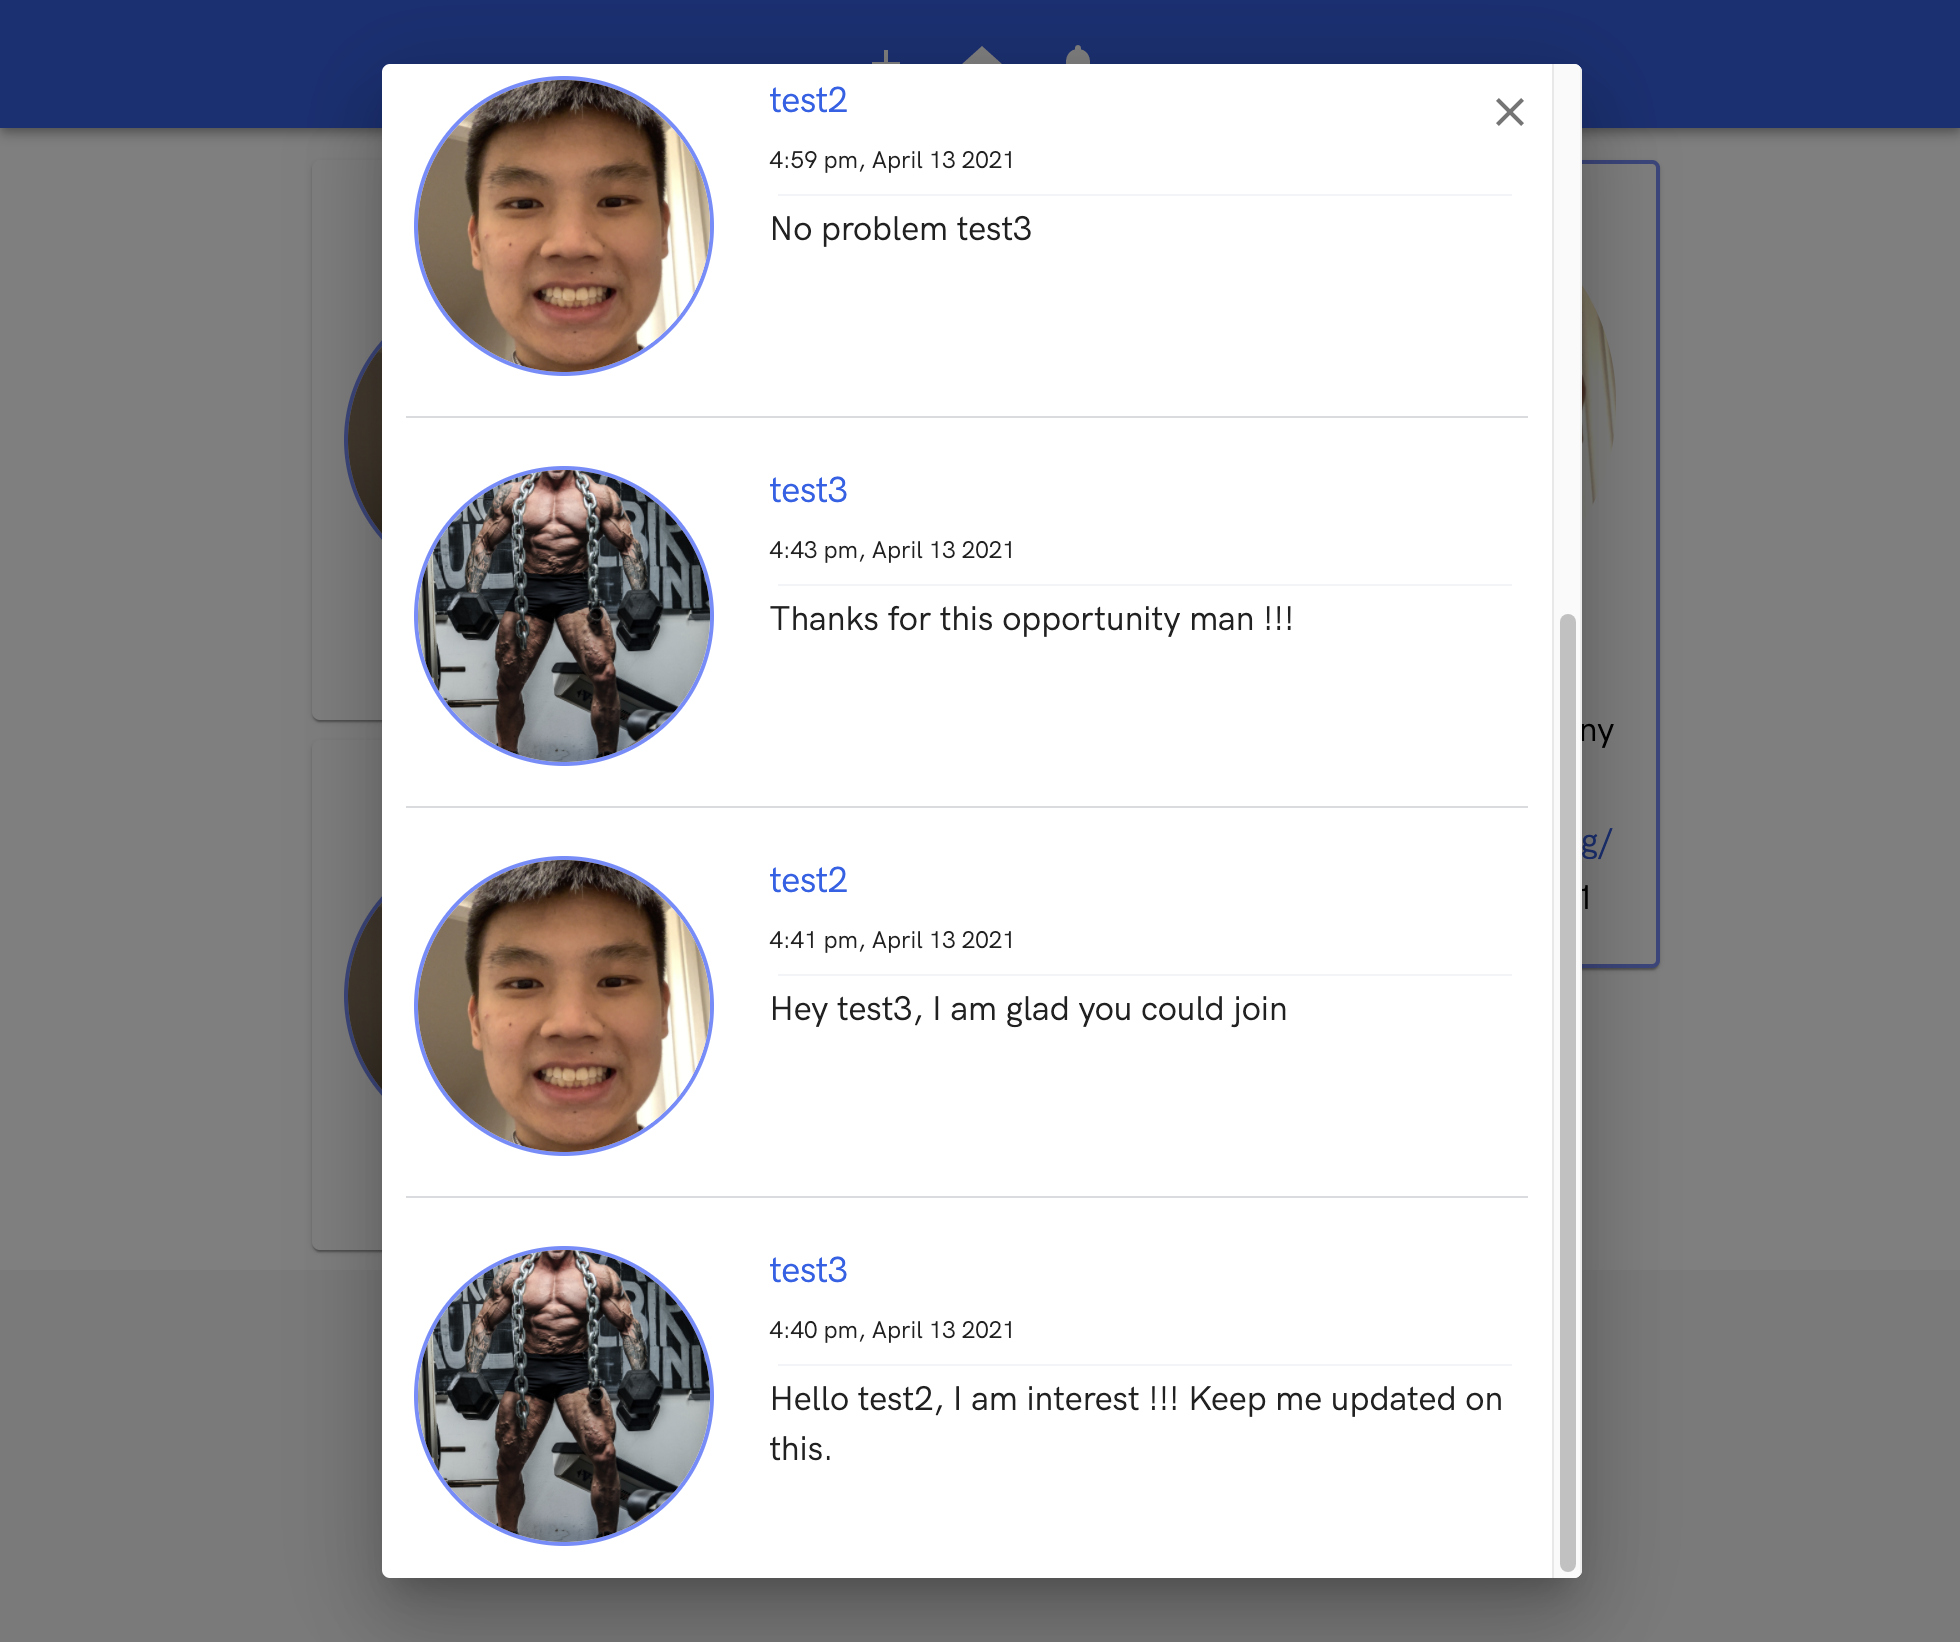 test2
4:59 pm, April 13 2021
No problem test3
test3
4:43 pm, April 13 2021
Thanks for this opportunity man !!!
ny
test2
g/
1
4:41 pm, April 13 2021
Hey test3, I am glad you could join
test3
4:40 pm, April 13 2021
Hello test2, I am interest !!! Keep me updated on
this.